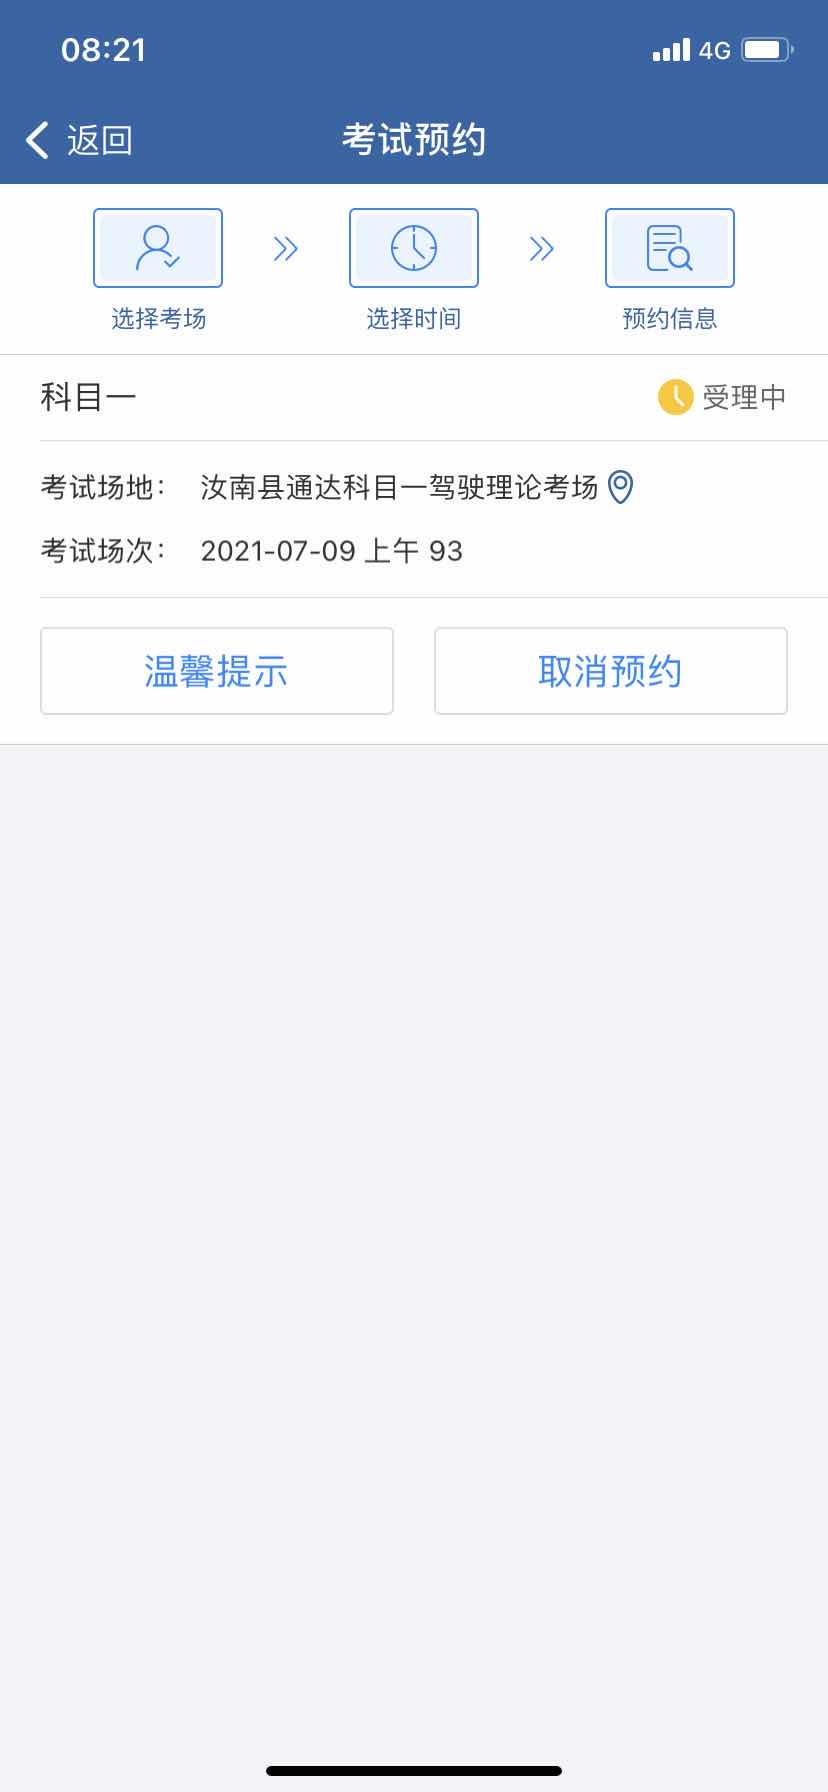 08:21 4G
返回 考试预约
选择考场 选择时间 预约信息
科目一 受理中
考试场地： 汝南县通达科目一驾驶理论考场
考试场次： 2021-07-09 上午 93
温馨提示 取消预约